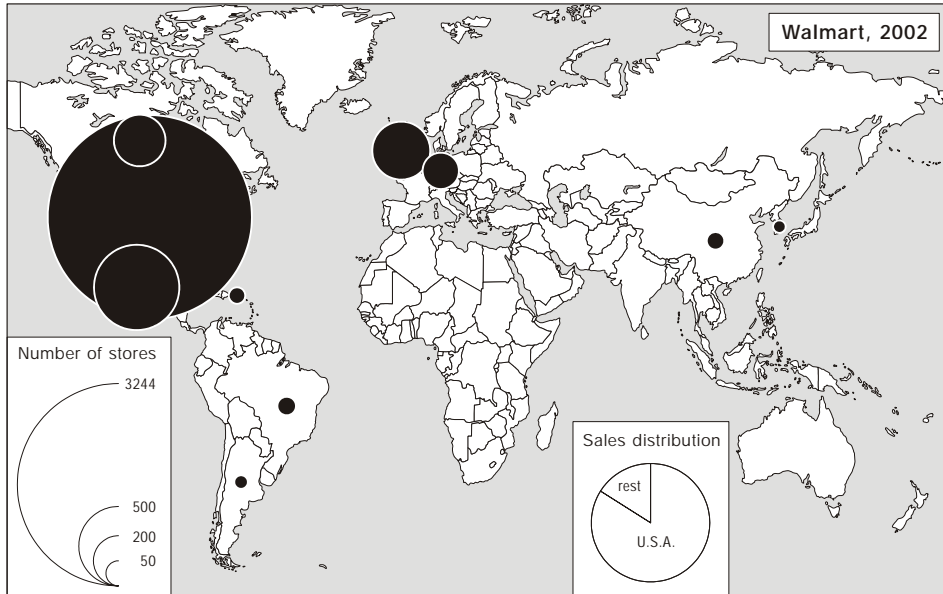 Walmart, 2002
Number of stores
3244
500
200
50
Sales distribution
rest
U.S.A.